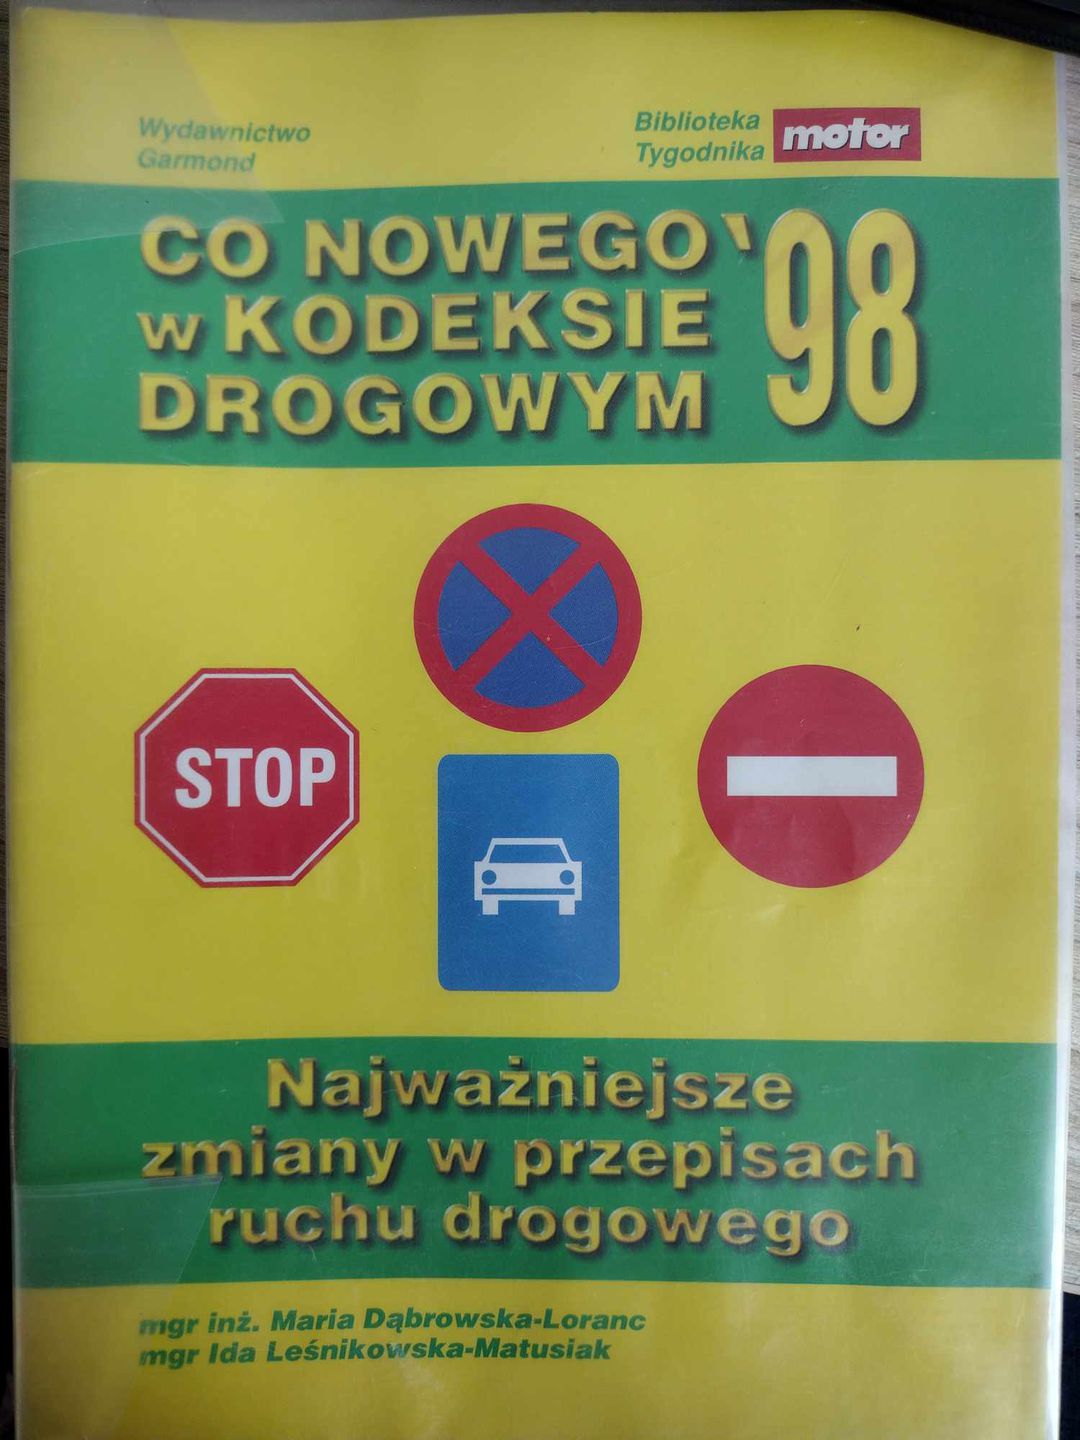 Wydawnictwo
Garmond
Biblioteka
Tygodnika
motor
CO NOWEGO '98
w KODEKSIE
DROGOWYM
STOP
Najważniejsze
zmiany w przepisach
ruchu drogowego
mgr inż. Maria Dąbrowska-Loranc
mgr Ida Leśnikowska-Matusiak